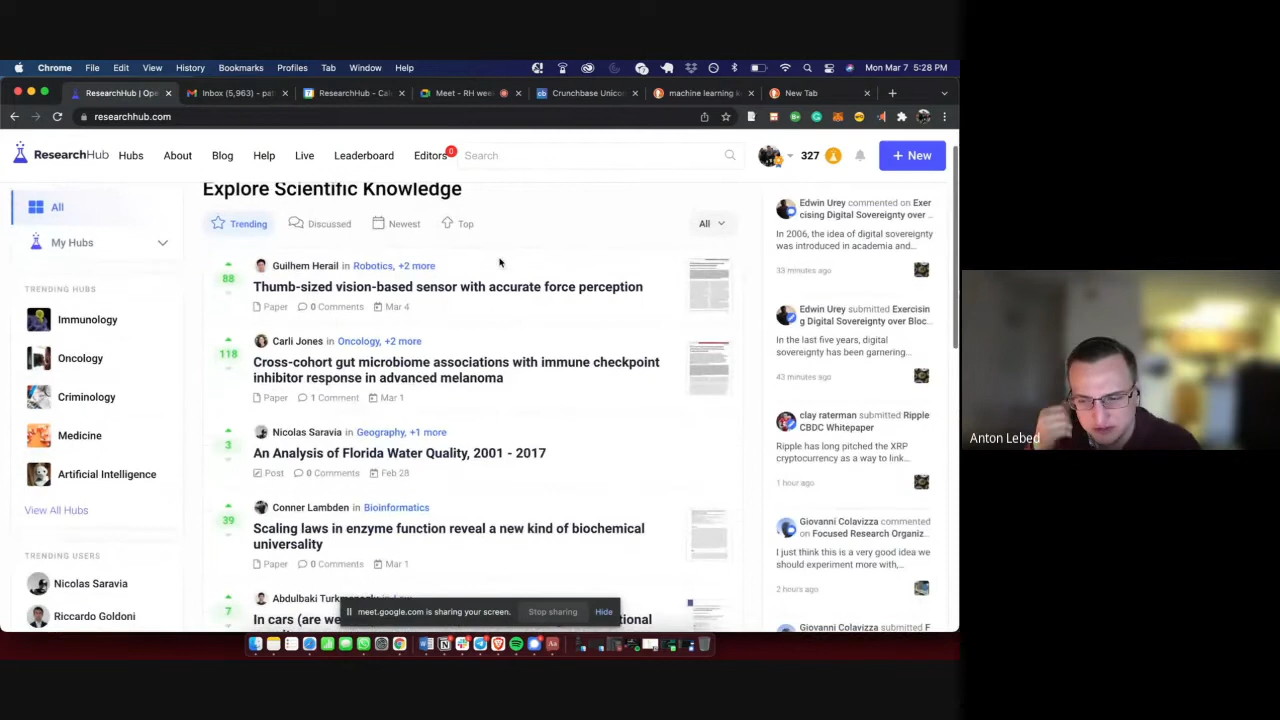 Chrome File Edit View History Bookmarks Profiles Tab Window Help Mon Mar 7 5:28 PM
ResearchHub | Ope Inbox (5,963) - pat ResearchHub - Cale Meet - RH wee Crunchbase Unico machine learning k New Tab
researchhub.com
ResearchHub Hubs About Blog Help Live Leaderboard Editors 0 Search 327 + New
Explore Scientific Knowledge
All
My Hubs
TRENDING HUBS
Immunology
Oncology
Criminology
Medicine
Artificial Intelligence
View All Hubs
TRENDING USERS
Nicolas Saravia
Riccardo Goldoni
Trending Discussed Newest Top All
88
Guilhem Herail in Robotics, +2 more
Thumb-sized vision-based sensor with accurate force perception
Paper 0 Comments Mar 4
118
Carli Jones in Oncology, +2 more
Cross-cohort gut microbiome associations with immune checkpoint
inhibitor response in advanced melanoma
Paper 1 Comment Mar 1
3
Nicolas Saravia in Geography, +1 more
An Analysis of Florida Water Quality, 2001 - 2017
Post 0 Comments Feb 28
39
Conner Lambden in Bioinformatics
Scaling laws in enzyme function reveal a new kind of biochemical
universality
Paper 0 Comments Mar 1
7
Abdulbaki Turkm
In cars (are we tional
meet.google.com is sharing your screen. Stop sharing Hide
Edwin Urey commented on Exer
cising Digital Sovereignty over ..
In 2006, the idea of digital sovereignty
was introduced in academia and...
33 minutes ago
Edwin Urey submitted Exercisin
g Digital Sovereignty over Bloc...
In the last five years, digital
sovereignty has been garnering...
43 minutes ago
clay raterman submitted Ripple
CBDC Whitepaper
Ripple has long pitched the XRP
cryptocurrency as a way to link...
1 hour ago
Giovanni Colavizza commented
on Focused Research Organiz...
I just think this is a very good idea we
should experiment more with,...
2 hours ago
Giovanni Colavizza submitted F
Anton Lebed